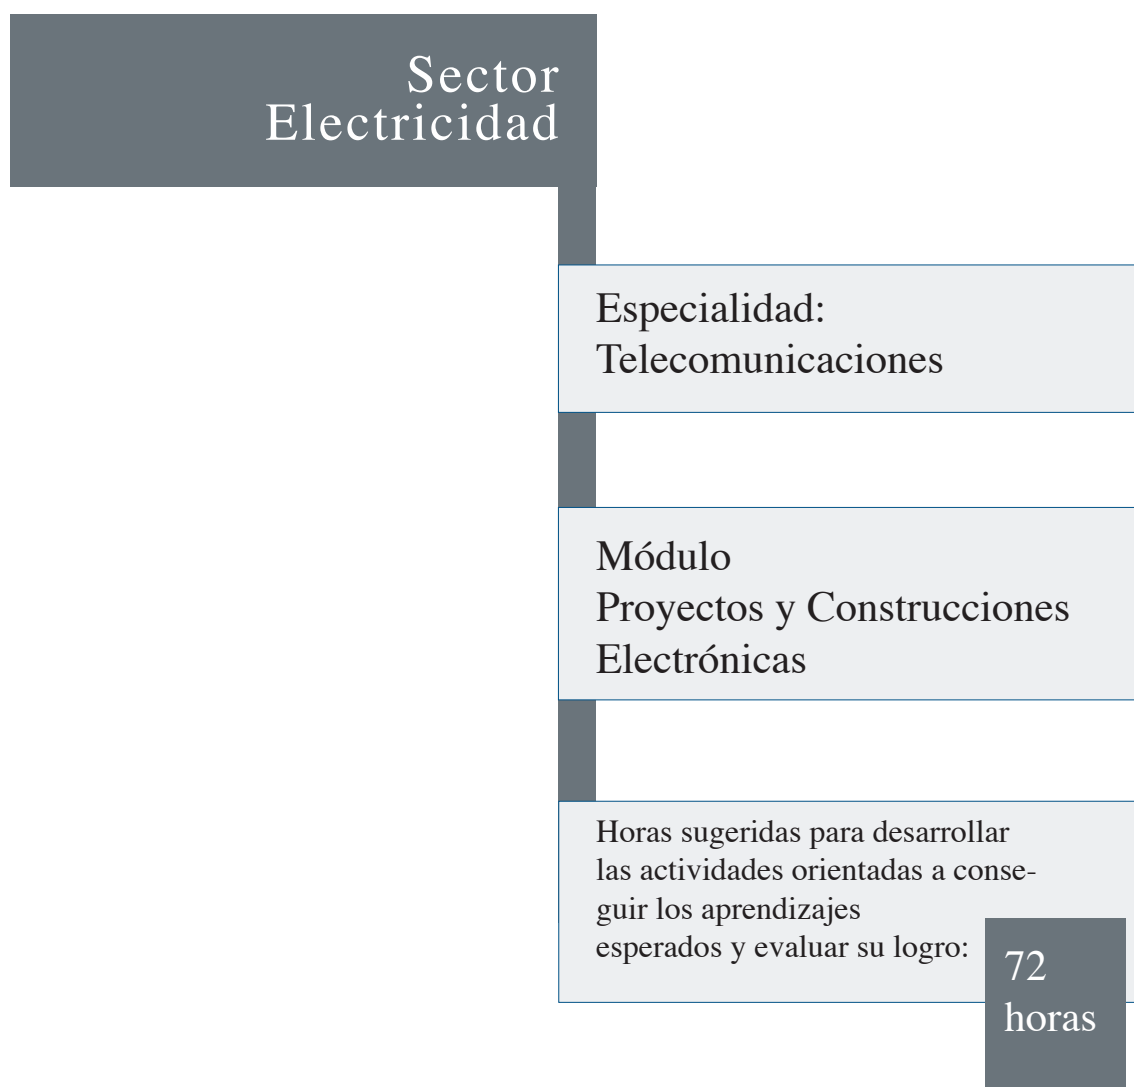 Sector
Electricidad
Especialidad:
Telecomunicaciones
Módulo
Proyectos y Construcciones
Electrónicas
Horas sugeridas para desarrollar
las actividades orientadas a conse-
guir los aprendizajes
esperados y evaluar su logro:
72
horas